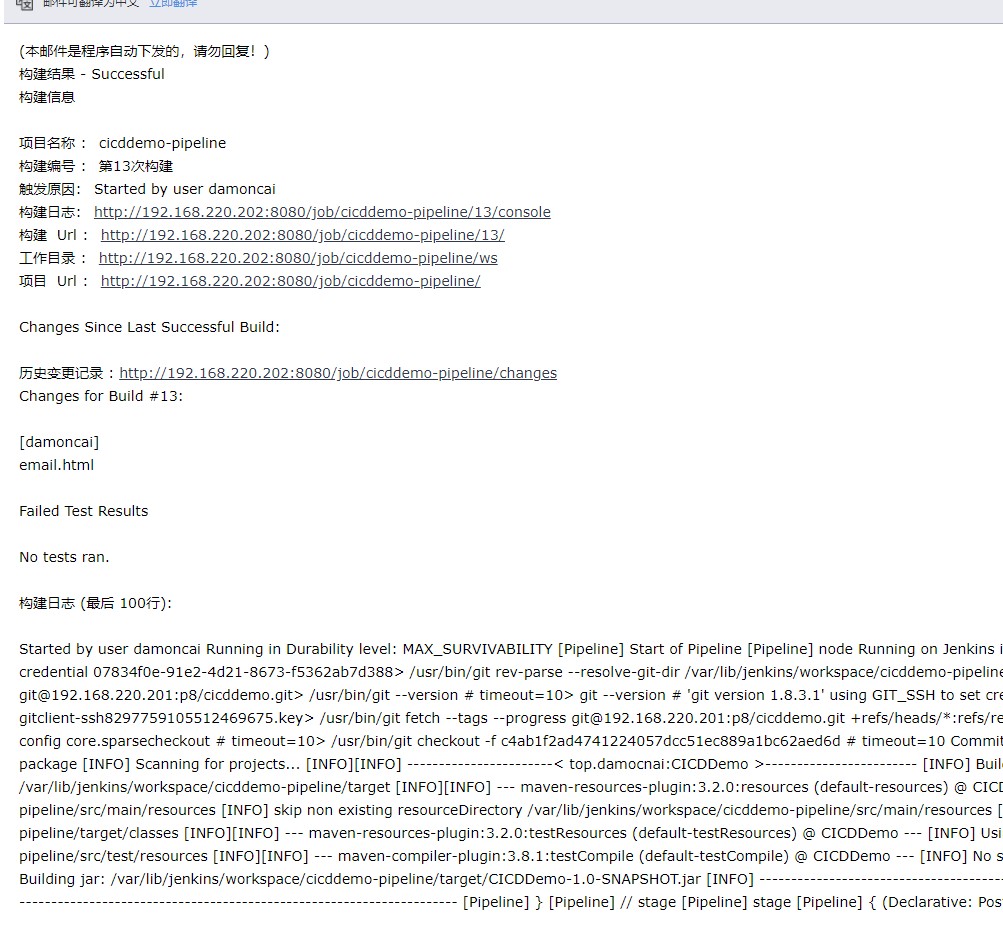 邮件可翻译为中文 立即翻译
(本邮件是程序自动下发的，请勿回复！)
构建结果 - Successful
构建信息
项目名称 ： cicddemo-pipeline
构建编号 ： 第13次构建
触发原因： Started by user damoncai
构建日志： http://192.168.220.202:8080/job/cicddemo-pipeline/13/console
构建 Url ： http://192.168.220.202:8080/job/cicddemo-pipeline/13/
工作目录 ： http://192.168.220.202:8080/job/cicddemo-pipeline/ws
项目 Url ： http://192.168.220.202:8080/job/cicddemo-pipeline/
Changes Since Last Successful Build:
历史变更记录 : http://192.168.220.202:8080/job/cicddemo-pipeline/changes
Changes for Build #13:
[damoncai]
email.html
Failed Test Results
No tests ran.
构建日志 (最后 100行):
Started by user damoncai Running in Durability level: MAX_SURVIVABILITY [Pipeline] Start of Pipeline [Pipeline] node Running on Jenkins i
credential 07834f0e-91e2-4d21-8673-f5362ab7d388> /usr/bin/git rev-parse --resolve-git-dir /var/lib/jenkins/workspace/cicddemo-pipeline
git@192.168.220.201:p8/cicddemo.git> /usr/bin/git --version # timeout=10> git --version # 'git version 1.8.3.1' using GIT_SSH to set cre
gitclient-ssh8297759105512469675.key> /usr/bin/git fetch --tags --progress git@192.168.220.201:p8/cicddemo.git +refs/heads/*:refs/re
config core.sparsecheckout # timeout=10> /usr/bin/git checkout -f c4ab1f2ad4741224057dcc51ec889a1bc62aed6d # timeout=10 Commit
package [INFO] Scanning for projects... [INFO][INFO] -----------------------< top.damocnai:CICDDemo >------------------------ [INFO] Build
/var/lib/jenkins/workspace/cicddemo-pipeline/target [INFO][INFO] --- maven-resources-plugin:3.2.0:resources (default-resources) @ CICD
pipeline/src/main/resources [INFO] skip non existing resourceDirectory /var/lib/jenkins/workspace/cicddemo-pipeline/src/main/resources [
pipeline/target/classes [INFO][INFO] --- maven-resources-plugin:3.2.0:testResources (default-testResources) @ CICDDemo --- [INFO] Usi
pipeline/src/test/resources [INFO][INFO] --- maven-compiler-plugin:3.8.1:testCompile (default-testCompile) @ CICDDemo --- [INFO] No s
Building jar: /var/lib/jenkins/workspace/cicddemo-pipeline/target/CICDDemo-1.0-SNAPSHOT.jar [INFO] ---------------------------------------
---------------------------------------------------------------------- [Pipeline] } [Pipeline] // stage [Pipeline] stage [Pipeline] { (Declarative: Pos